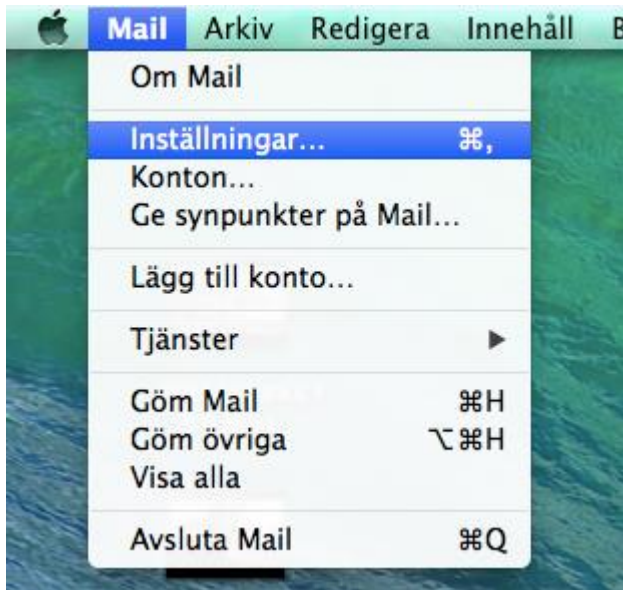 Mail Arkiv Redigera Innehåll
Om Mail
Inställningar... ⌘,
Konton...
Ge synpunkter på Mail...
Lägg till konto...
Tjänster ▶
Göm Mail ⌘H
Göm övriga ⌥⌘H
Visa alla
Avsluta Mail ⌘Q